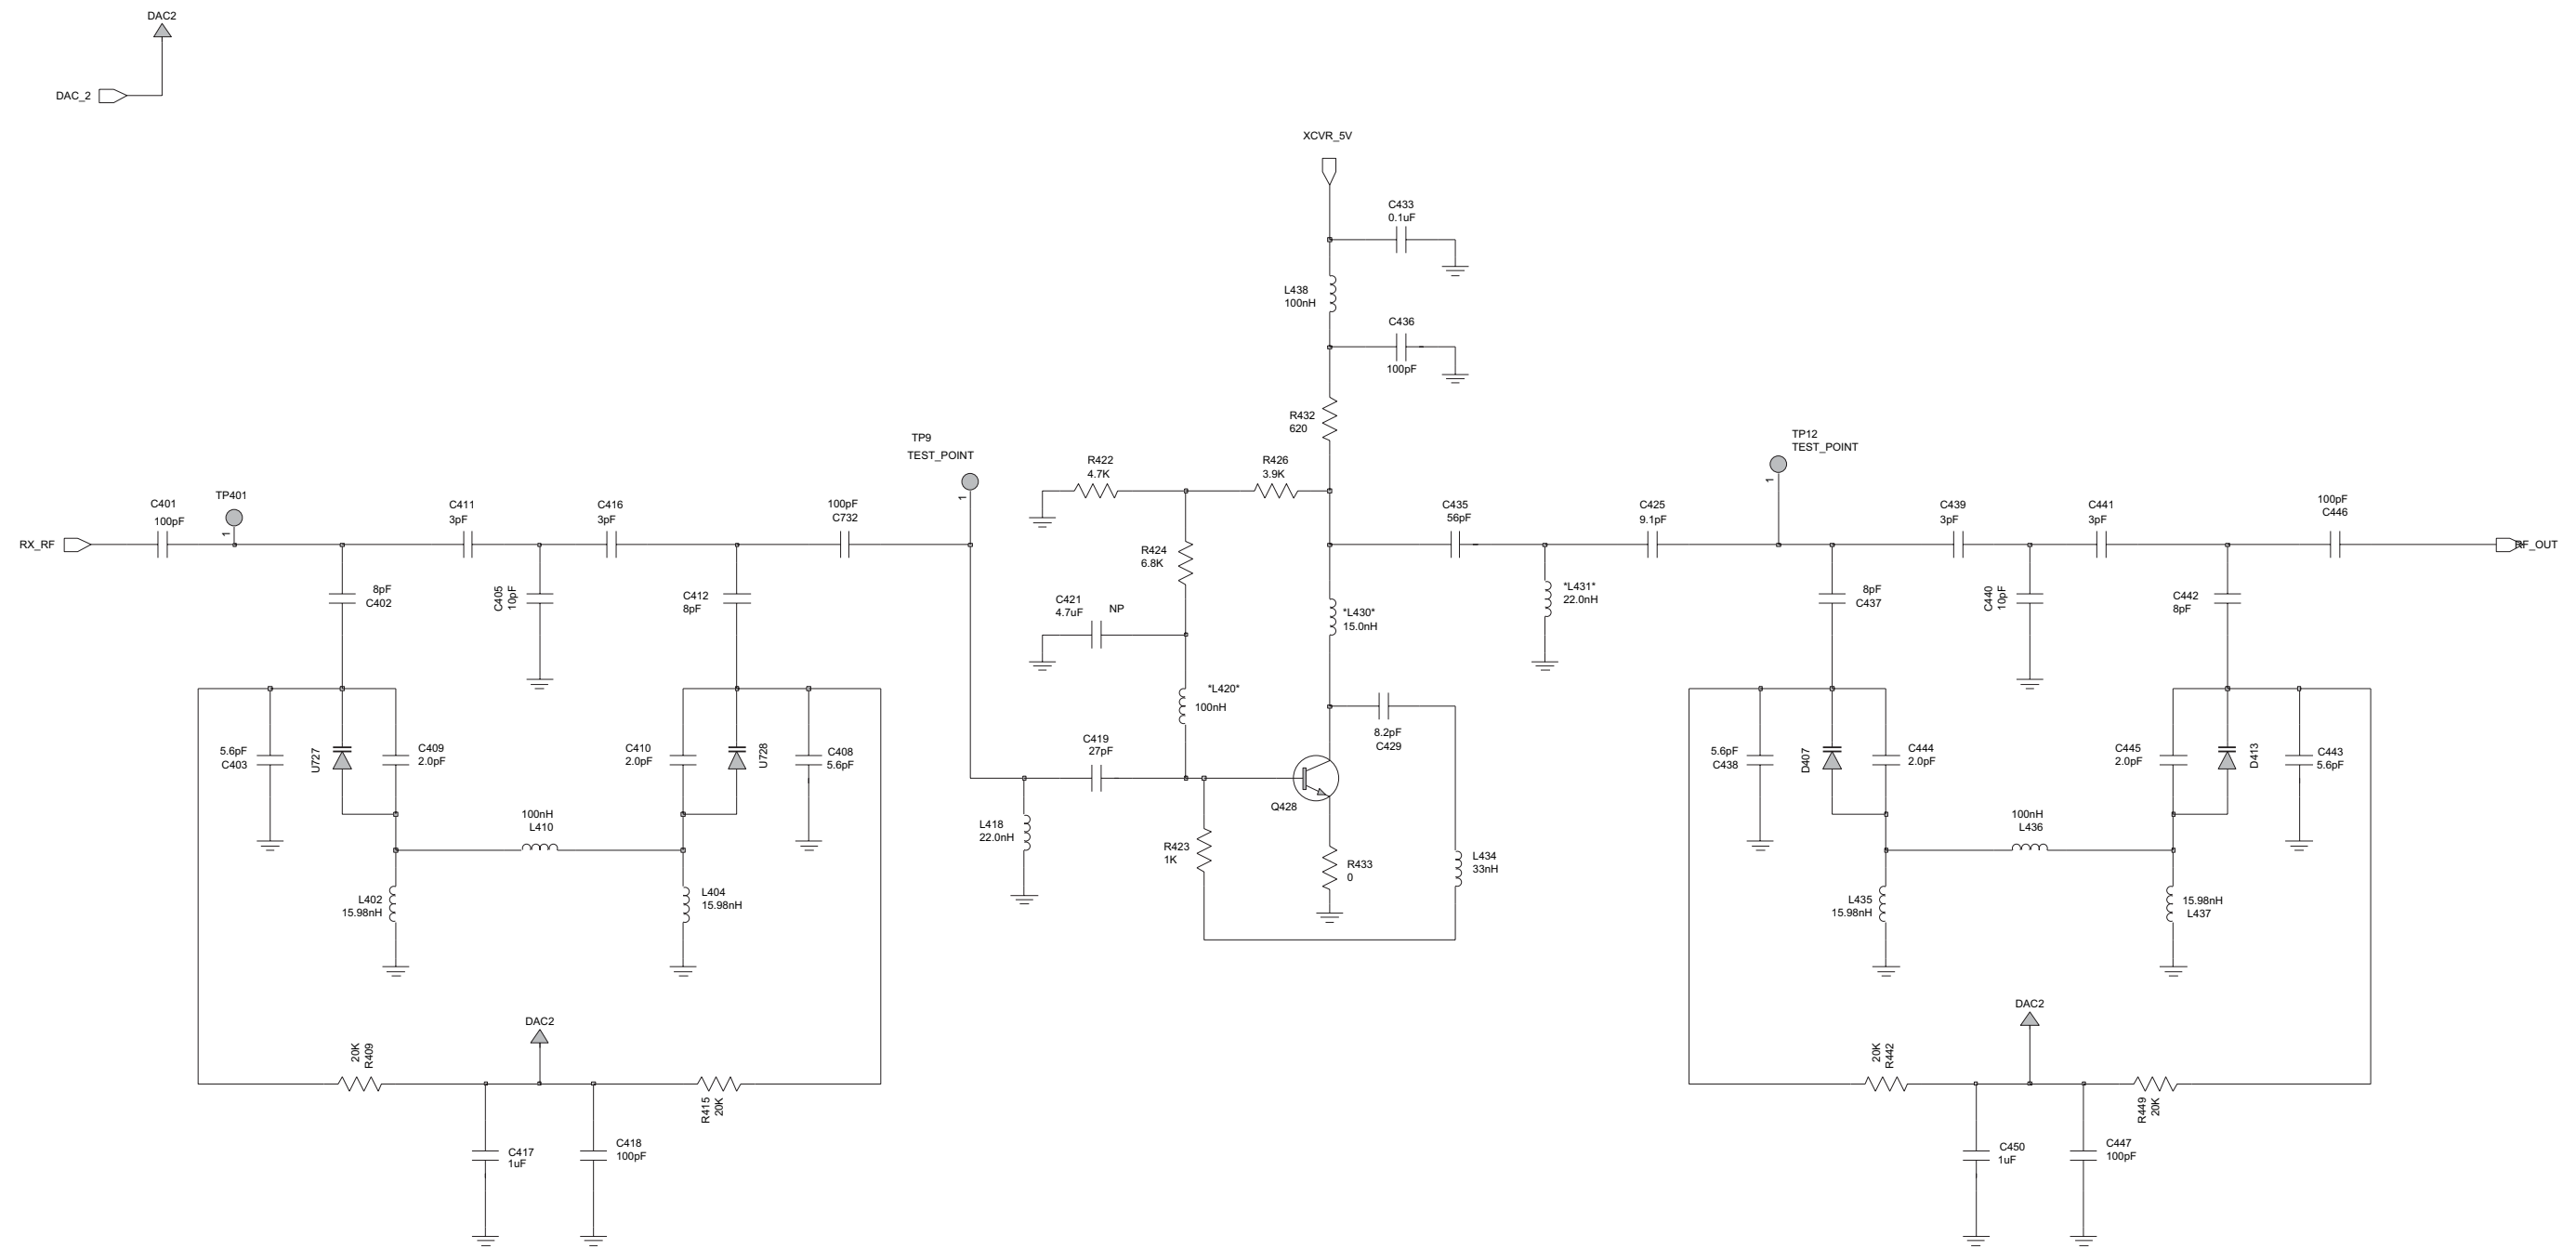 DAC2
DAC_2
XCVR_5V
C433
0.1uF
L438
100nH
C436
100pF
R432
620
TP9
TEST_POINT
1
R422
4.7K
R426
3.9K
TP12
TEST_POINT
1
RX_RF
C401
100pF
TP401
1
C411
3pF
C416
3pF
100pF
C732
C435
56pF
C425
9.1pF
C439
3pF
C441
3pF
100pF
C446
RF_OUT
8pF
C402
C405
10pF
C412
8pF
R424
6.8K
C421
4.7uF
NP
*L430*
15.0nH
*L431*
22.0nH
8pF
C437
C440
10pF
C442
8pF
*L420*
100nH
5.6pF
C403
U727
C409
2.0pF
C410
2.0pF
U728
C408
5.6pF
C419
27pF
8.2pF
C429
Q428
5.6pF
C438
D407
C444
2.0pF
C445
2.0pF
D413
C443
5.6pF
100nH
L410
L418
22.0nH
R423
1K
R433
0
L434
33nH
100nH
L436
L402
15.98nH
L404
15.98nH
L435
15.98nH
15.98nH
L437
DAC2
20K
R409
R415
20K
C417
1uF
C418
100pF
DAC2
20K
R442
R449
20K
C450
1uF
C447
100pF